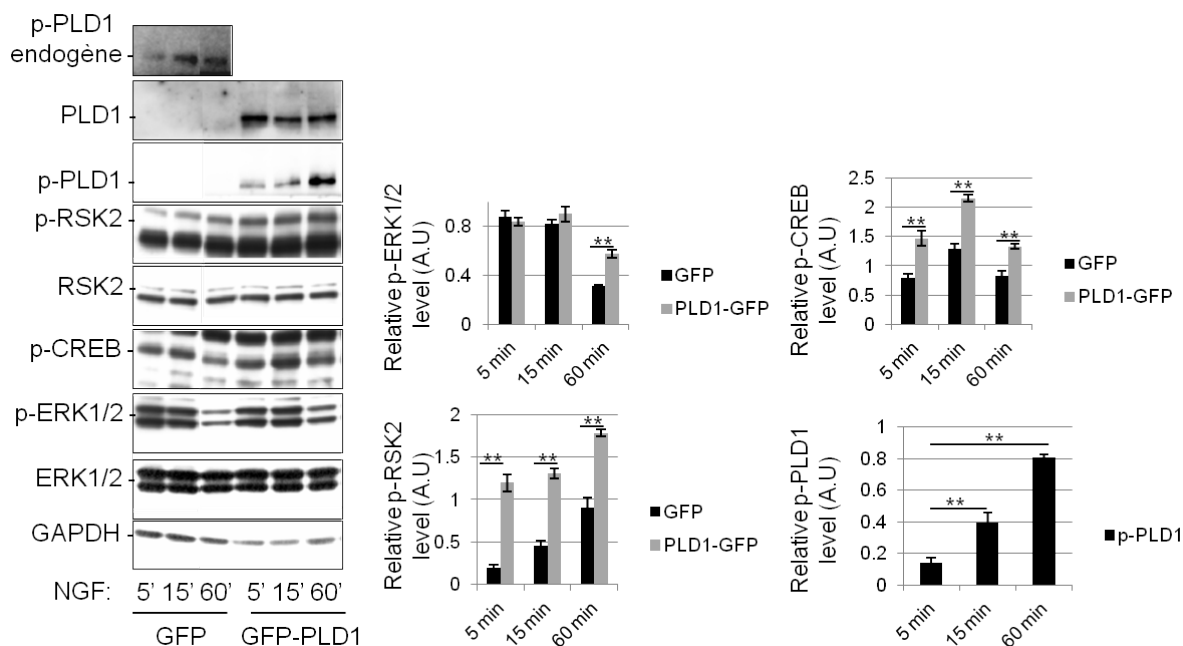 p-PLD1
endogène
PLD1
p-PLD1
p-RSK2
RSK2
p-CREB
p-ERK1/2
ERK1/2
GAPDH
NGF: 5' 15' 60' 5' 15' 60'
GFP GFP-PLD1
Relative p-ERK1/2
level (A.U)
0.8
0.4
0
**
5 min 15 min 60 min
GFP
PLD1-GFP
Relative p-CREB
level (A.U)
2.5
2
1.5
1
0.5
0
** ** **
5 min 15 min 60 min
GFP
PLD1-GFP
Relative p-RSK2
level (A.U)
2
1.5
1
0.5
0
** ** **
5 min 15 min 60 min
GFP
PLD1-GFP
Relative p-PLD1
level (A.U)
1
0.8
0.6
0.4
0.2
0
**
**
5 min 15 min 60 min
p-PLD1